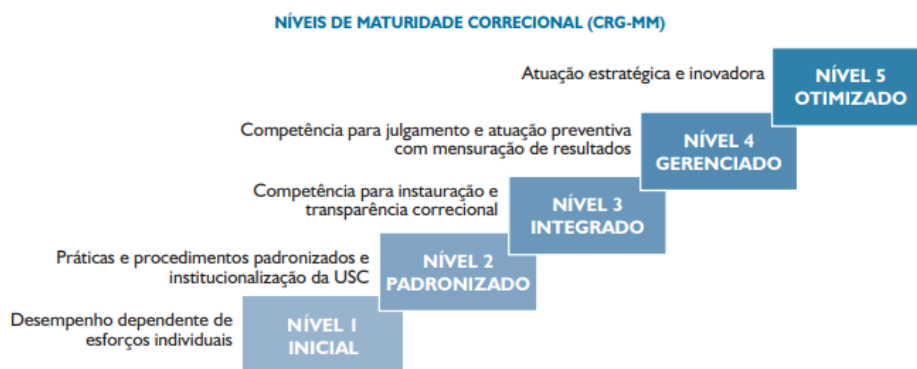 NÍVEIS DE MATURIDADE CORRECIONAL (CRG-MM)
Atuação estratégica e inovadora
NÍVEL 5
OTIMIZADO
Competência para julgamento e atuação preventiva
com mensuração de resultados
NÍVEL 4
GERENCIADO
Competência para instauração e
transparência correcional
NÍVEL 3
INTEGRADO
Práticas e procedimentos padronizados e
institucionalização da USC
NÍVEL 2
PADRONIZADO
Desempenho dependente de
esforços individuais
NÍVEL 1
INICIAL